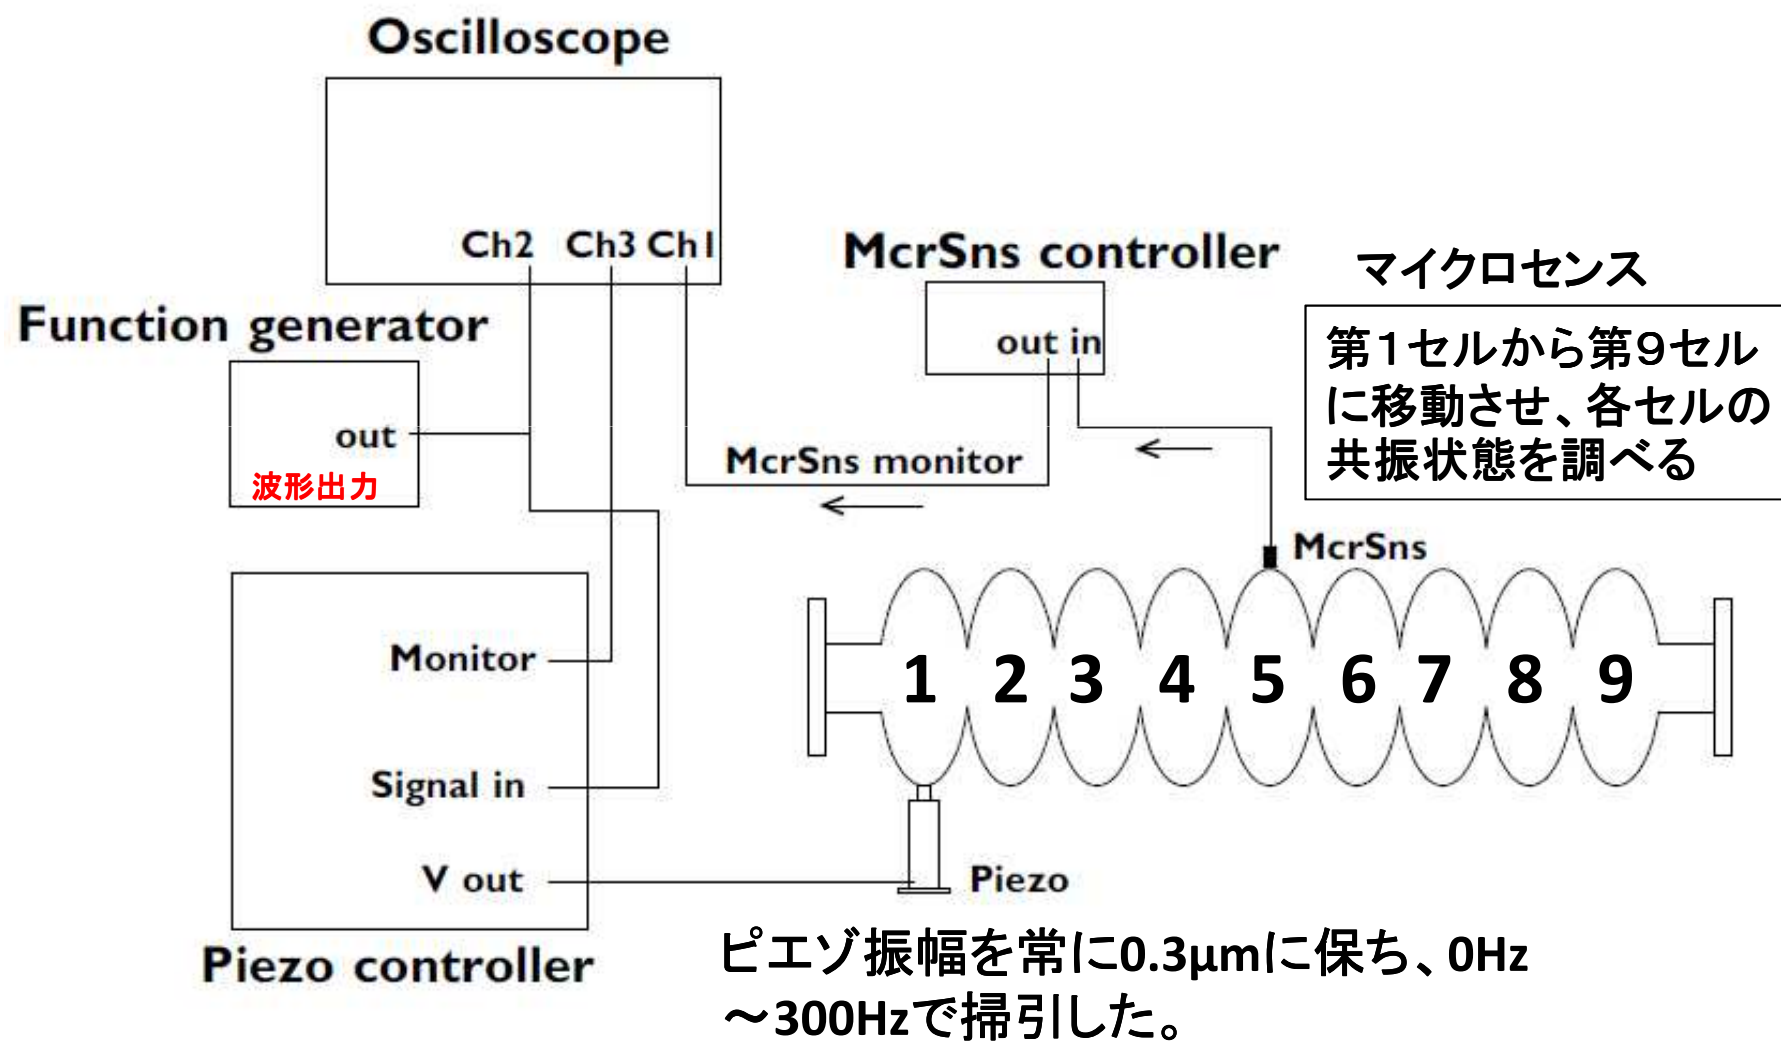 Oscilloscope
Ch2 Ch3 Ch1
McrSns controller
out in
マイクロセンス
第1セルから第9セル
に移動させ、各セルの
共振状態を調べる
Function generator
out
波形出力
McrSns monitor
McrSns
1 2 3 4 5 6 7 8 9
Monitor
Signal in
V out
Piezo
Piezo controller
ピエゾ振幅を常に0.3μmに保ち、0Hz
～300Hzで掃引した。